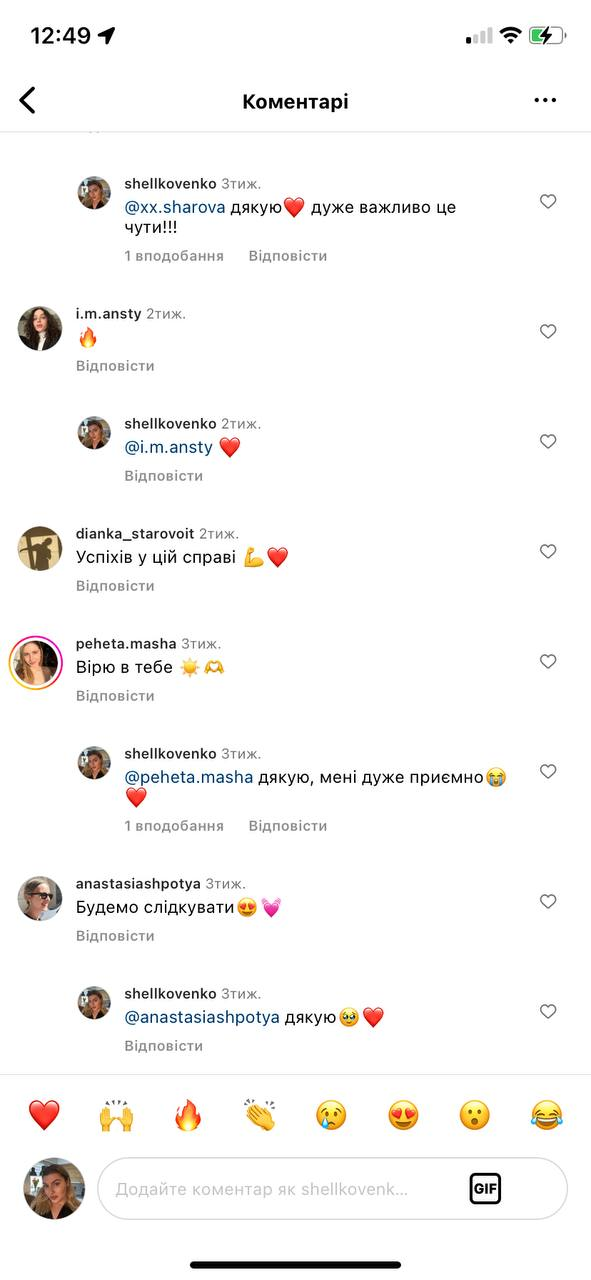 12:49
Коментарі
shellkovenko 3тиж.
@xx.sharova дякую❤️ дуже важливо це
чути!!!
1 вподобання Відповісти
i.m.ansty 2тиж.
🔥
Відповісти
shellkovenko 2тиж.
@i.m.ansty ❤️
Відповісти
dianka_starovoit 2тиж.
Успіхів у цій справі 💪❤️
Відповісти
peheta.masha 3тиж.
Вірю в тебе ☀️🫶
Відповісти
shellkovenko 3тиж.
@peheta.masha дякую, мені дуже приємно😭
❤️
1 вподобання Відповісти
anastasiashpotya 3тиж.
Будемо слідкувати😍 💓
Відповісти
shellkovenko 3тиж.
@anastasiashpotya дякую🥹❤️
Відповісти
❤️ 🙌 🔥 👏 😢 😍 😮 😂
Додайте коментар як shellkovenk... GIF